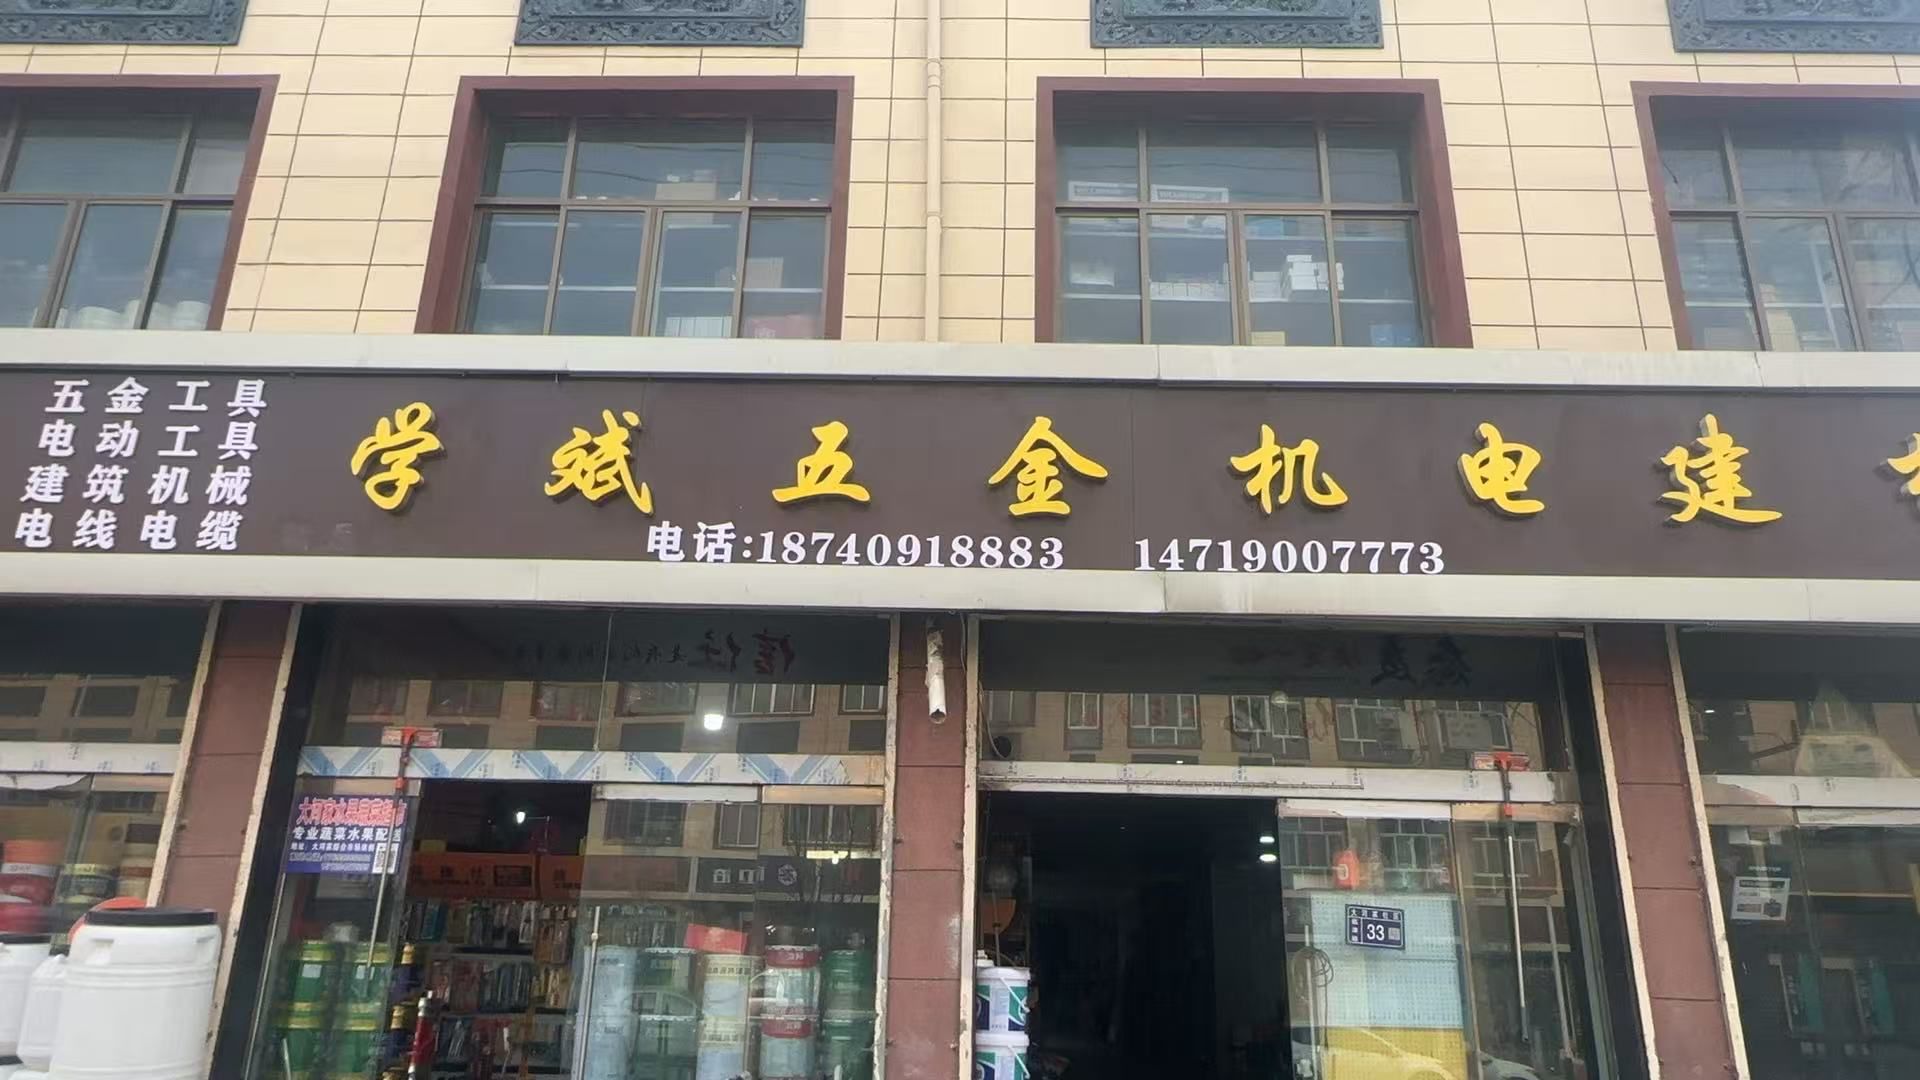 五金工具
电动工具
建筑机械
电线电缆
学斌五金机电建
电话:18740918883 14719007773
专业蔬菜水果配送
33